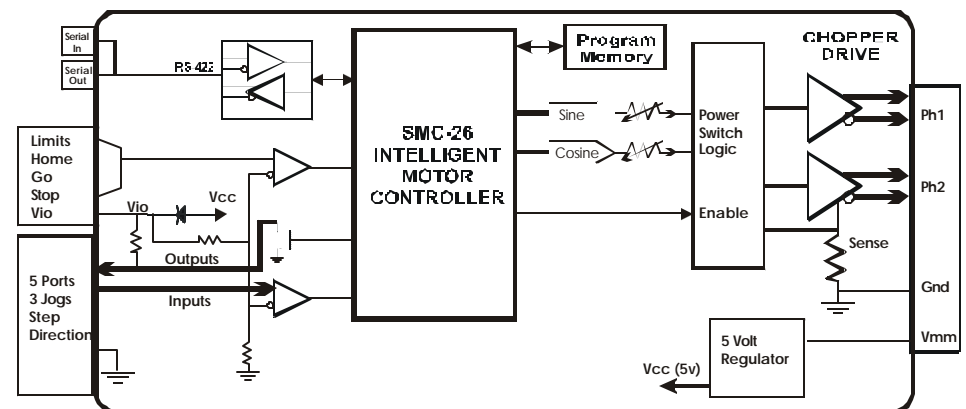 Serial
In
Serial
Out
RS-422
Limits
Home
Go
Stop
Vio
Vio
Vcc
Outputs
Inputs
5 Ports
3 Jogs
Step
Direction
SMC-26
INTELLIGENT
MOTOR
CONTROLLER
Program
Memory
Sine
Cosine
Power
Switch
Logic
Enable
CHOPPER
DRIVE
Ph1
Ph2
Sense
Gnd
Vmm
5 Volt
Regulator
Vcc (5v)